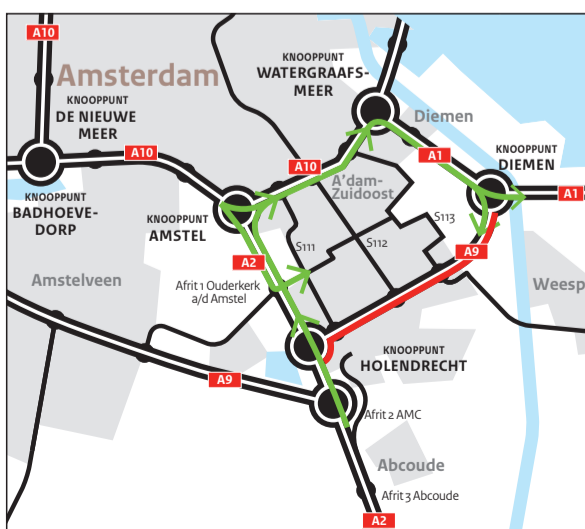 A10
KNOOPPUNT
WATERGRAAFS-
MEER
Amsterdam
KNOOPPUNT
DE NIEUWE
MEER
Diemen
A10
A10
A1
KNOOPPUNT
DIEMEN
A1
A'dam-
Zuidoost
KNOOPPUNT
BADHOEVE-
DORP
KNOOPPUNT
AMSTEL
S113
S111
S112
A2
A9
Amstelveen
Afrit 1 Ouderkerk
a/d Amstel
Weesp
KNOOPPUNT
HOLENDRECHT
A9
Afrit 2 AMC
Abcoude
Afrit 3 Abcoude
A2